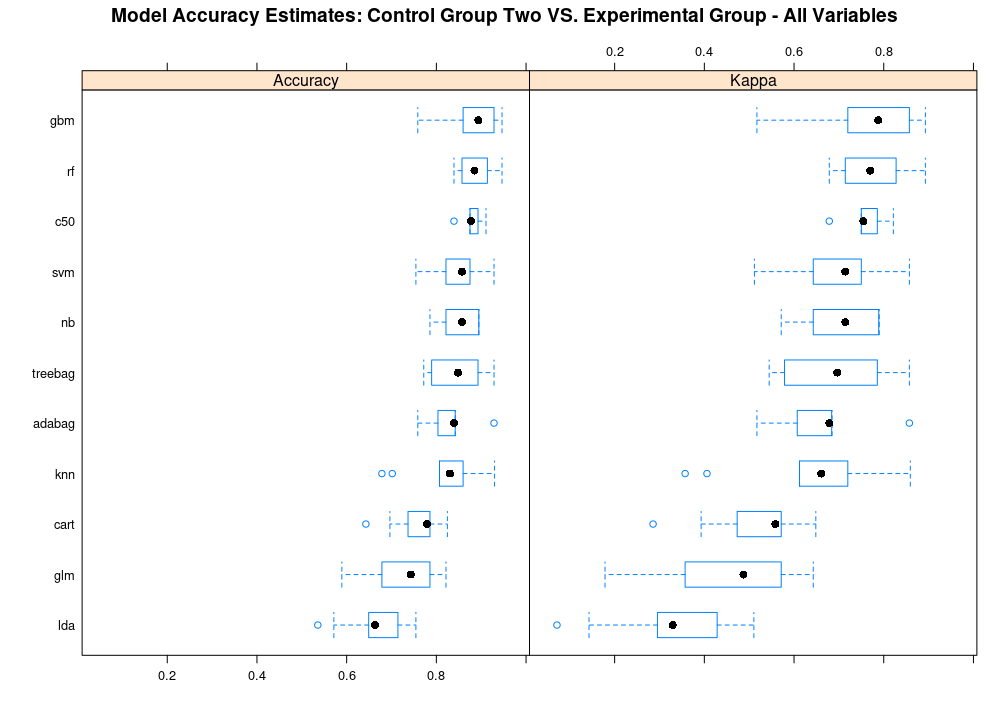 Model Accuracy Estimates: Control Group Two VS. Experimental Group - All Variables
0.2 0.4 0.6 0.8
Accuracy Kappa
gbm
rf
c50
svm
nb
treebag
adabag
knn
cart
glm
lda
0.2 0.4 0.6 0.8